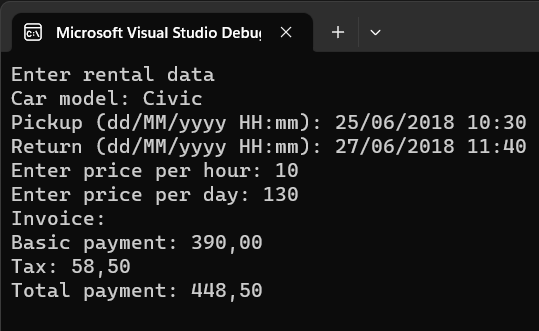 Microsoft Visual Studio Debug
Enter rental data
Car model: Civic
Pickup (dd/MM/yyyy HH:mm): 25/06/2018 10:30
Return (dd/MM/yyyy HH:mm): 27/06/2018 11:40
Enter price per hour: 10
Enter price per day: 130
Invoice:
Basic payment: 390,00
Tax: 58,50
Total payment: 448,50